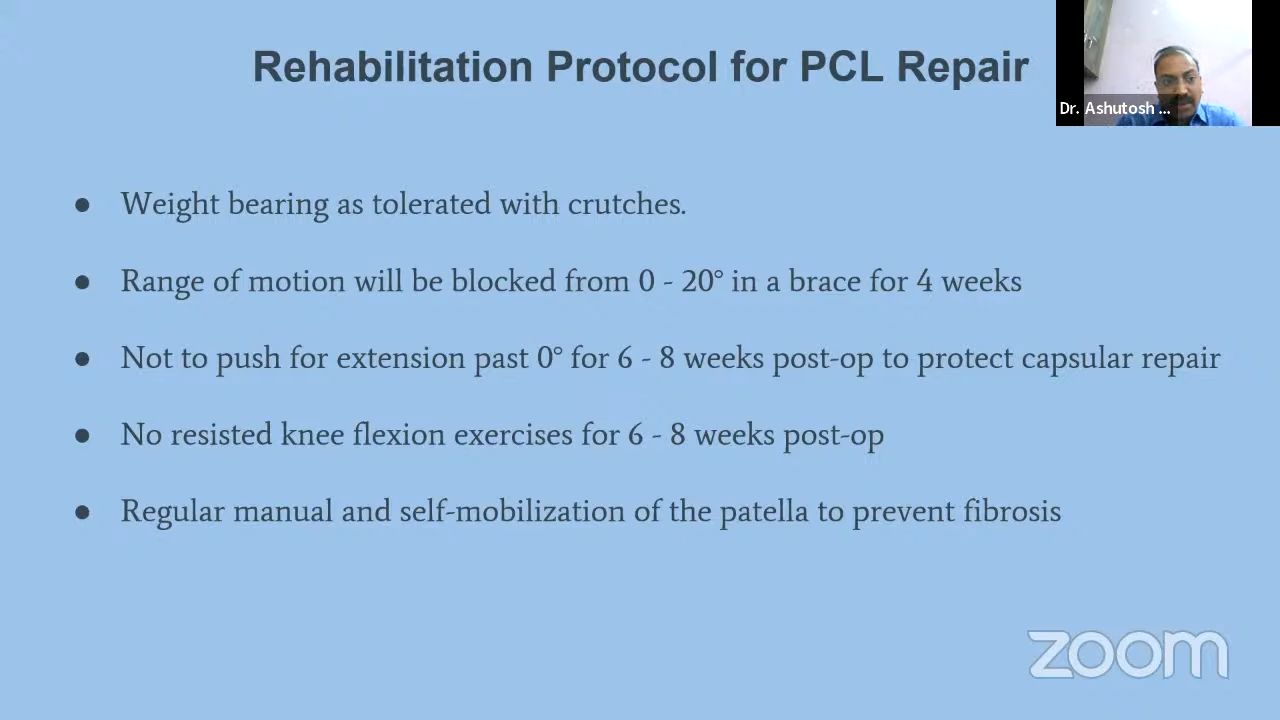 Rehabilitation Protocol for PCL Repair
Dr. Ashutosh ...
● Weight bearing as tolerated with crutches.
● Range of motion will be blocked from 0 - 20° in a brace for 4 weeks
● Not to push for extension past 0° for 6 - 8 weeks post-op to protect capsular repair
● No resisted knee flexion exercises for 6 - 8 weeks post-op
● Regular manual and self-mobilization of the patella to prevent fibrosis
zoom